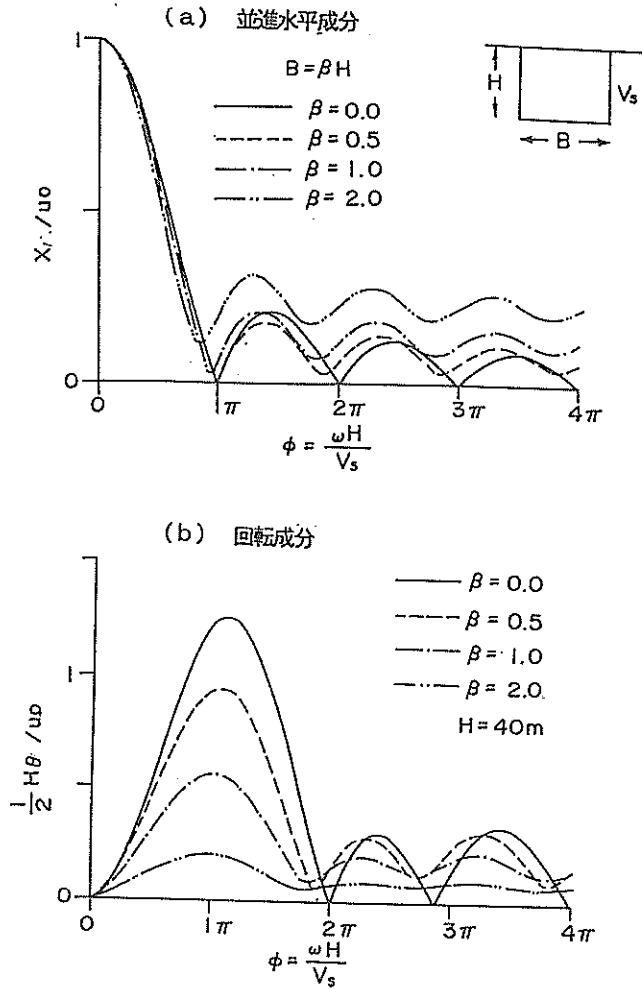 (a) 並進水平成分
1
B=βH
β=0.0
β=0.5
β=1.0
β=2.0
H
B
Vs
Xr/uo
0
0
1π
2π
3π
4π
φ = ωH/Vs
(b) 回転成分
β=0.0
β=0.5
β=1.0
β=2.0
H=40m
1
1/2 Hθ/uo
0
0
1π
2π
3π
4π
φ = ωH/Vs